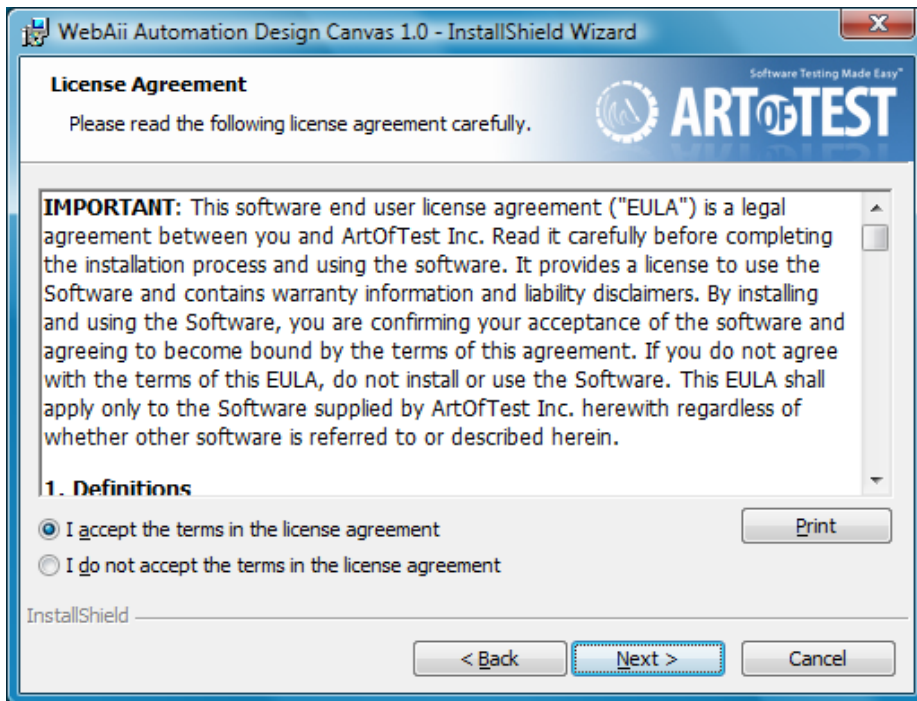 WebAii Automation Design Canvas 1.0 - InstallShield Wizard
License Agreement
Please read the following license agreement carefully.
Software Testing Made Easy™
ART OF TEST
IMPORTANT: This software end user license agreement ("EULA") is a legal
agreement between you and ArtOfTest Inc. Read it carefully before completing
the installation process and using the software. It provides a license to use the
Software and contains warranty information and liability disclaimers. By installing
and using the Software, you are confirming your acceptance of the software and
agreeing to become bound by the terms of this agreement. If you do not agree
with the terms of this EULA, do not install or use the Software. This EULA shall
apply only to the Software supplied by ArtOfTest Inc. herewith regardless of
whether other software is referred to or described herein.
1. Definitions
I accept the terms in the license agreement
Print
I do not accept the terms in the license agreement
InstallShield
< Back
Next >
Cancel